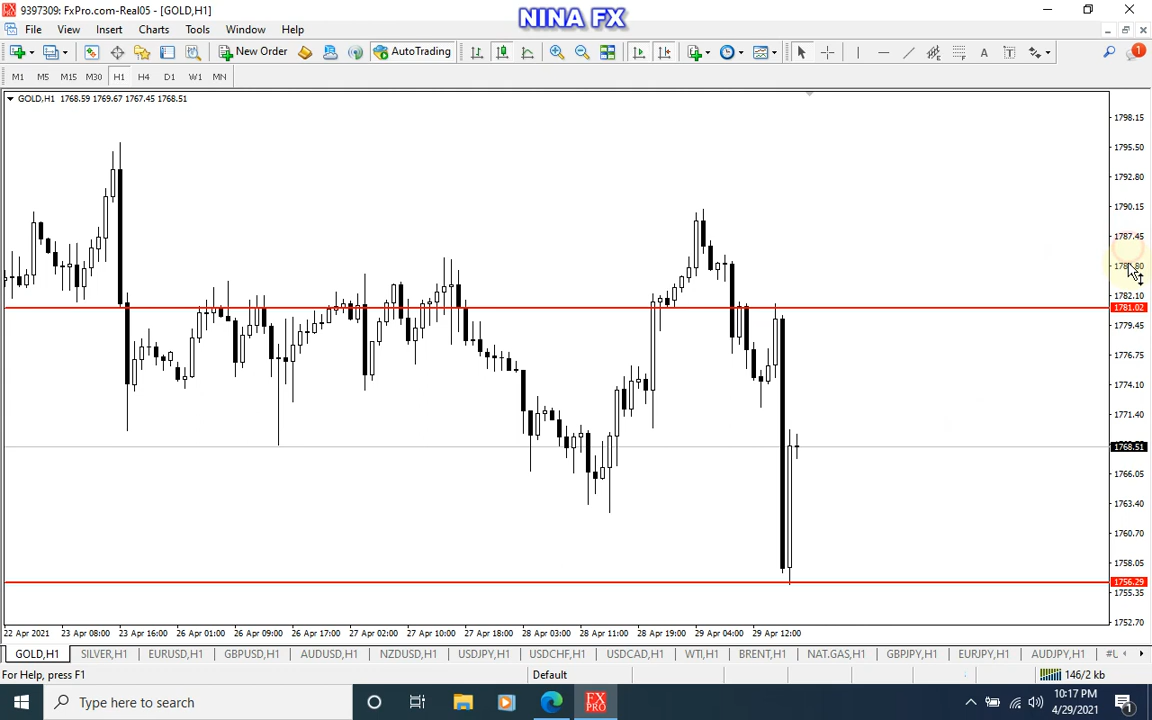 9397309: FxPro.com-Real05 - [GOLD,H1]
NINA FX
File View Insert Charts Tools Window Help
New Order AutoTrading A T 1
M1 M5 M15 M30 H1 H4 D1 W1 MN
GOLD,H1 1768.59 1769.67 1767.45 1768.51
1798.15
1795.50
1792.80
1790.15
1787.45
1782.10
1781.02
1779.45
1776.75
1774.10
1771.40
1768.51
1766.05
1763.40
1760.70
1758.05
1756.29
1755.35
1752.70
22 Apr 2021 23 Apr 08:00 23 Apr 16:00 26 Apr 01:00 26 Apr 09:00 26 Apr 17:00 27 Apr 02:00 27 Apr 10:00 27 Apr 18:00 28 Apr 03:00 28 Apr 11:00 28 Apr 19:00 29 Apr 04:00 29 Apr 12:00
GOLD,H1 SILVER,H1 EURUSD,H1 GBPUSD,H1 AUDUSD,H1 NZDUSD,H1 USDJPY,H1 USDCHF,H1 USDCAD,H1 WTI,H1 BRENT,H1 NAT.GAS,H1 GBPJPY,H1 EURJPY,H1 AUDJPY,H1 #U
For Help, press F1 Default 146/2 kb
Type here to search
FX PRO
10:17 PM
4/29/2021
1